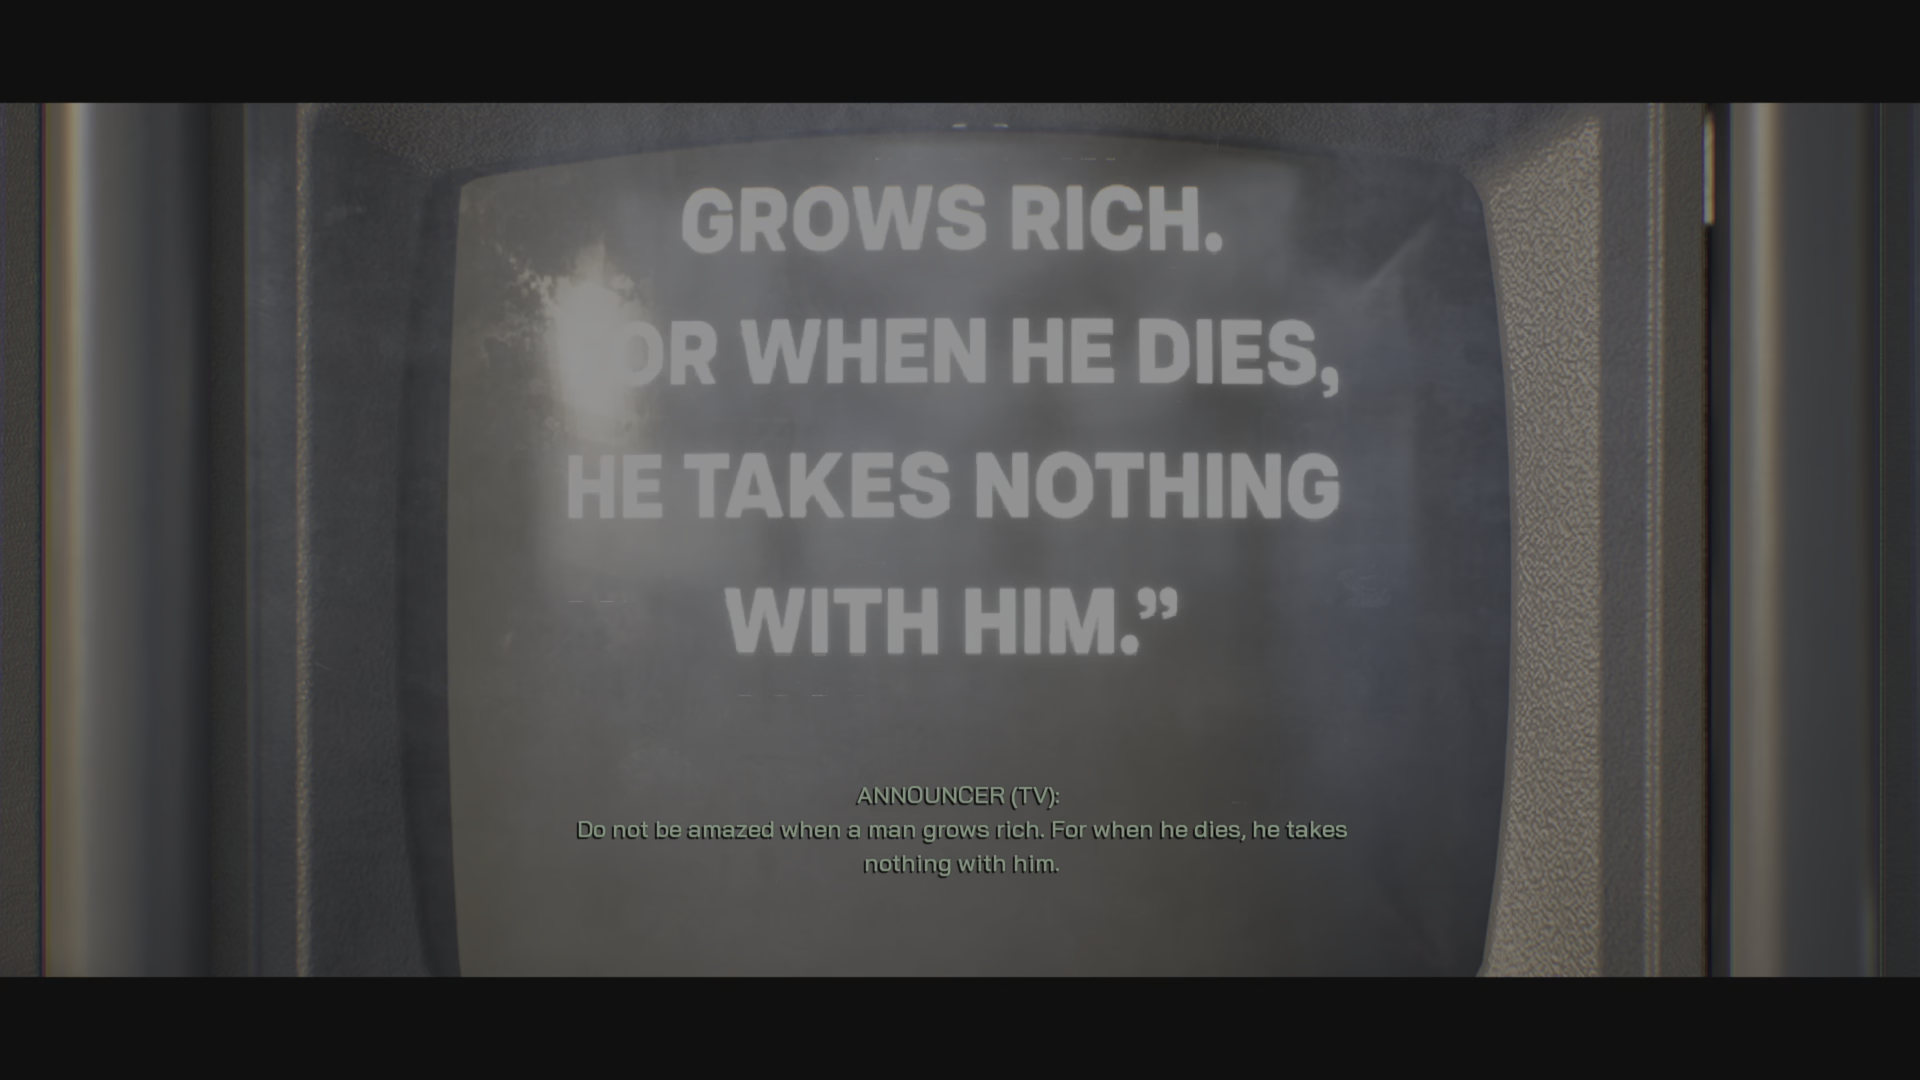 GROWS RICH.
FOR WHEN HE DIES,
HE TAKES NOTHING
WITH HIM.”
ANNOUNCER (TV):
Do not be amazed when a man grows rich. For when he dies, he takes
nothing with him.